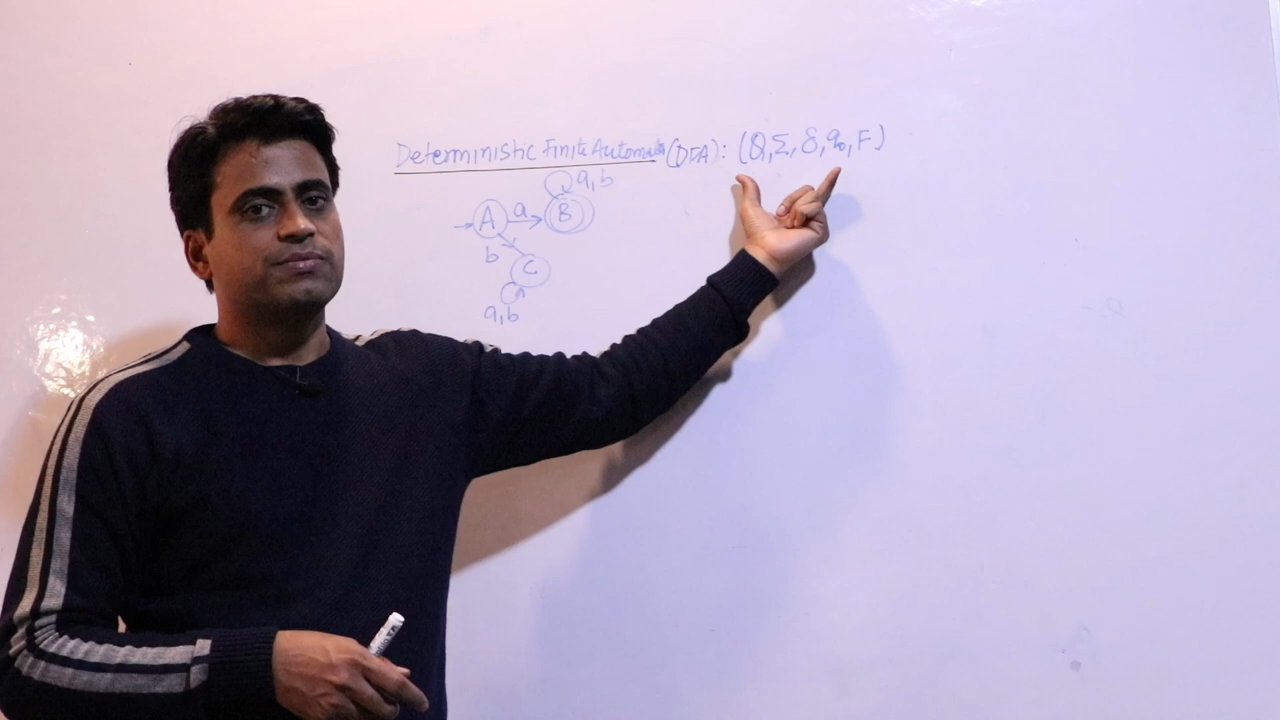 Deterministic Finite Automata (DFA): (Q, Σ, δ, q₀, F)
a,b
A a B
b
C
a,b